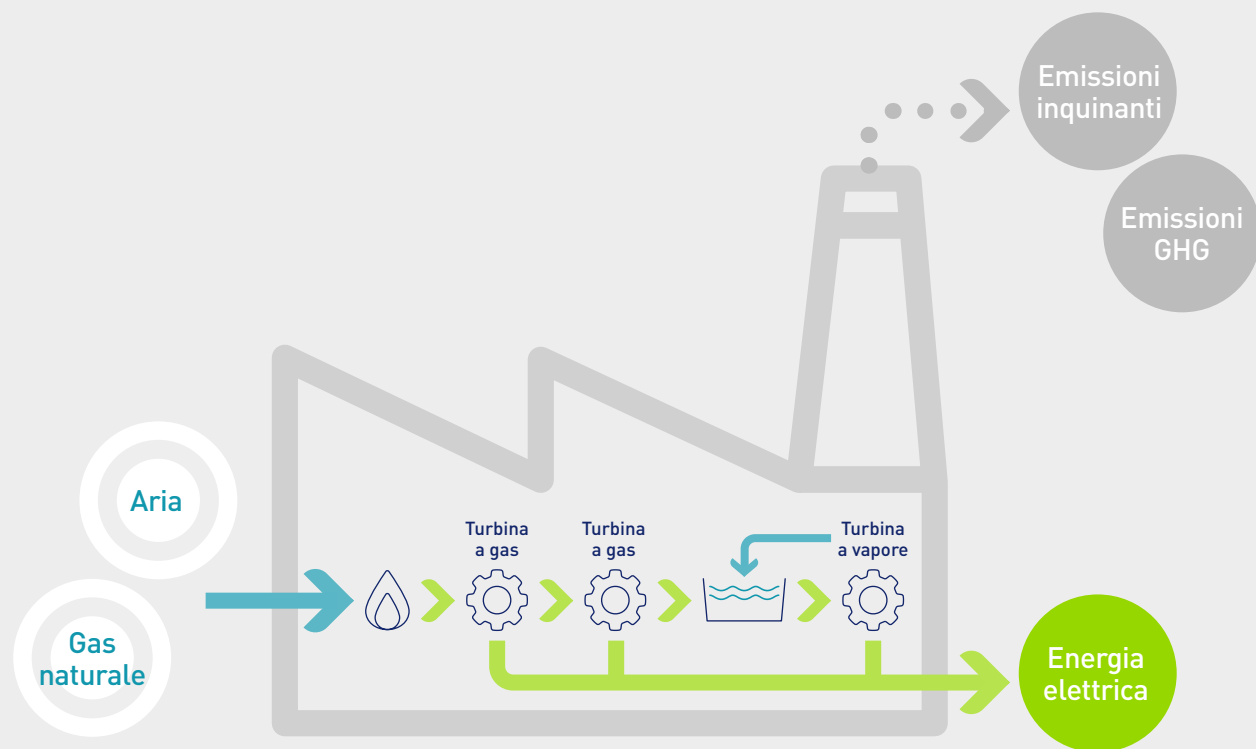 Emissioni
inquinanti
Emissioni
GHG
Aria
Gas
naturale
Turbina
a gas
Turbina
a gas
Turbina
a vapore
Energia
elettrica